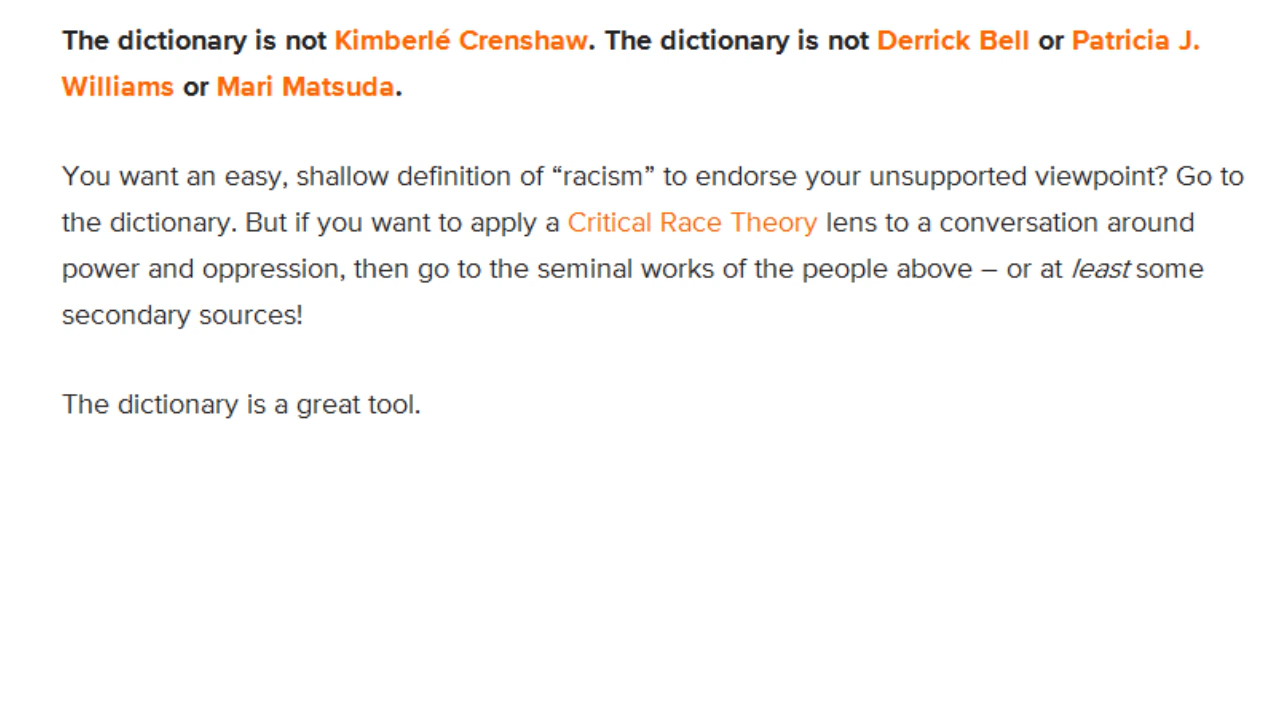 The dictionary is not Kimberlé Crenshaw. The dictionary is not Derrick Bell or Patricia J.
Williams or Mari Matsuda.
You want an easy, shallow definition of “racism” to endorse your unsupported viewpoint? Go to
the dictionary. But if you want to apply a Critical Race Theory lens to a conversation around
power and oppression, then go to the seminal works of the people above – or at least some
secondary sources!
The dictionary is a great tool.